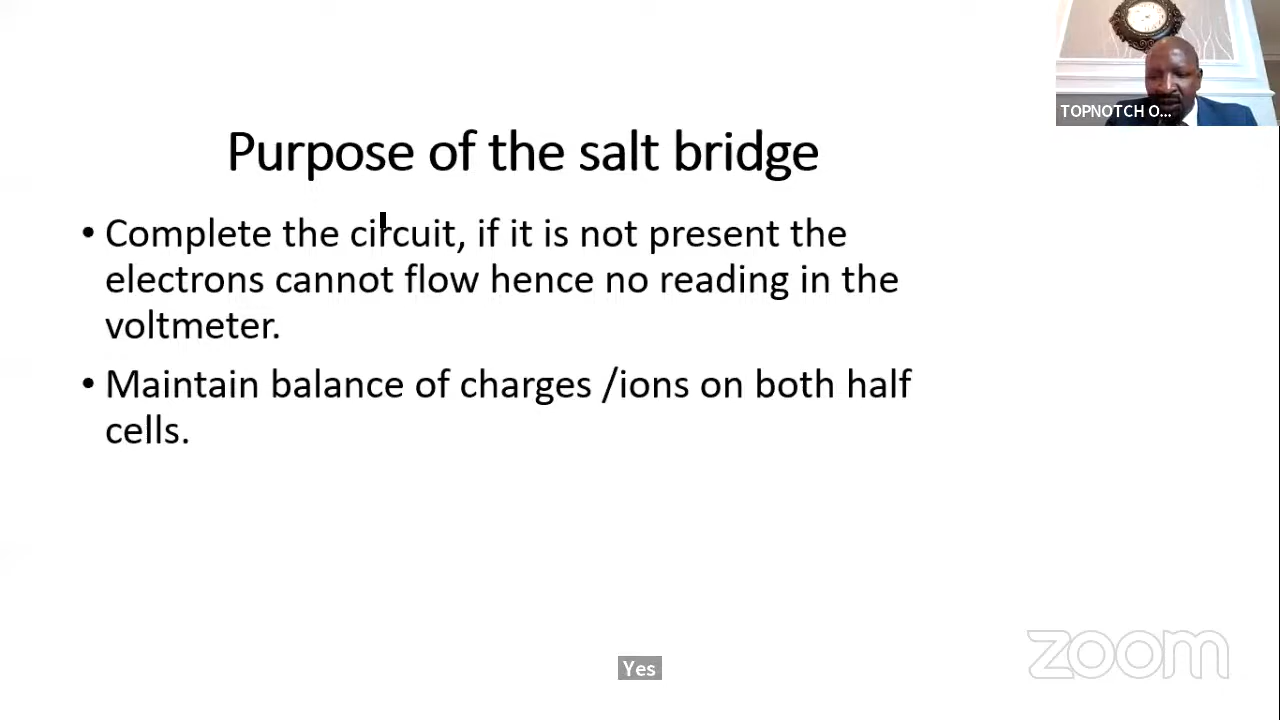 TOPNOTCH O...
Purpose of the salt bridge
• Complete the circuit, if it is not present the
electrons cannot flow hence no reading in the
voltmeter.
• Maintain balance of charges /ions on both half
cells.
zoom
Yes